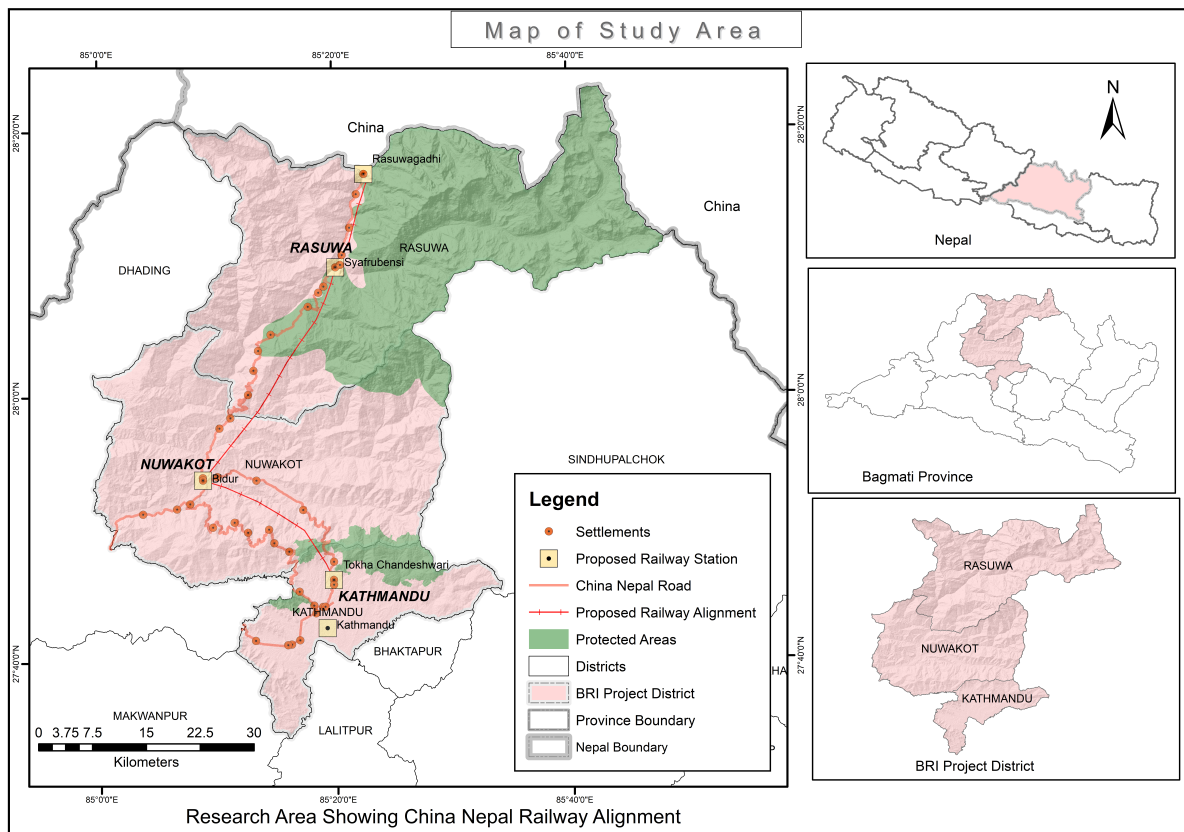 Map of Study Area
85°0'0"E
85°20'0"E
85°40'0"E
28°20'0"N
28°0'0"N
27°40'0"N
28°20'0"N
28°0'0"N
27°40'0"N
China
Rasuwagadhi
China
RASUWA
RASUWA
Syafrubensi
DHADING
NUWAKOT
NUWAKOT
Bidur
SINDHUPALCHOK
Tokha Chandeshwari
KATHMANDU
KATHMANDU
Kathmandu
BHAKTAPUR
HA
MAKWANPUR
LALITPUR
0 3.75 7.5 15 22.5 30
Kilometers
Legend
Settlements
Proposed Railway Station
China Nepal Road
Proposed Railway Alignment
Protected Areas
Districts
BRI Project District
Province Boundary
Nepal Boundary
85°0'0"E
85°20'0"E
85°40'0"E
Research Area Showing China Nepal Railway Alignment
N
Nepal
Bagmati Province
RASUWA
NUWAKOT
KATHMANDU
BRI Project District